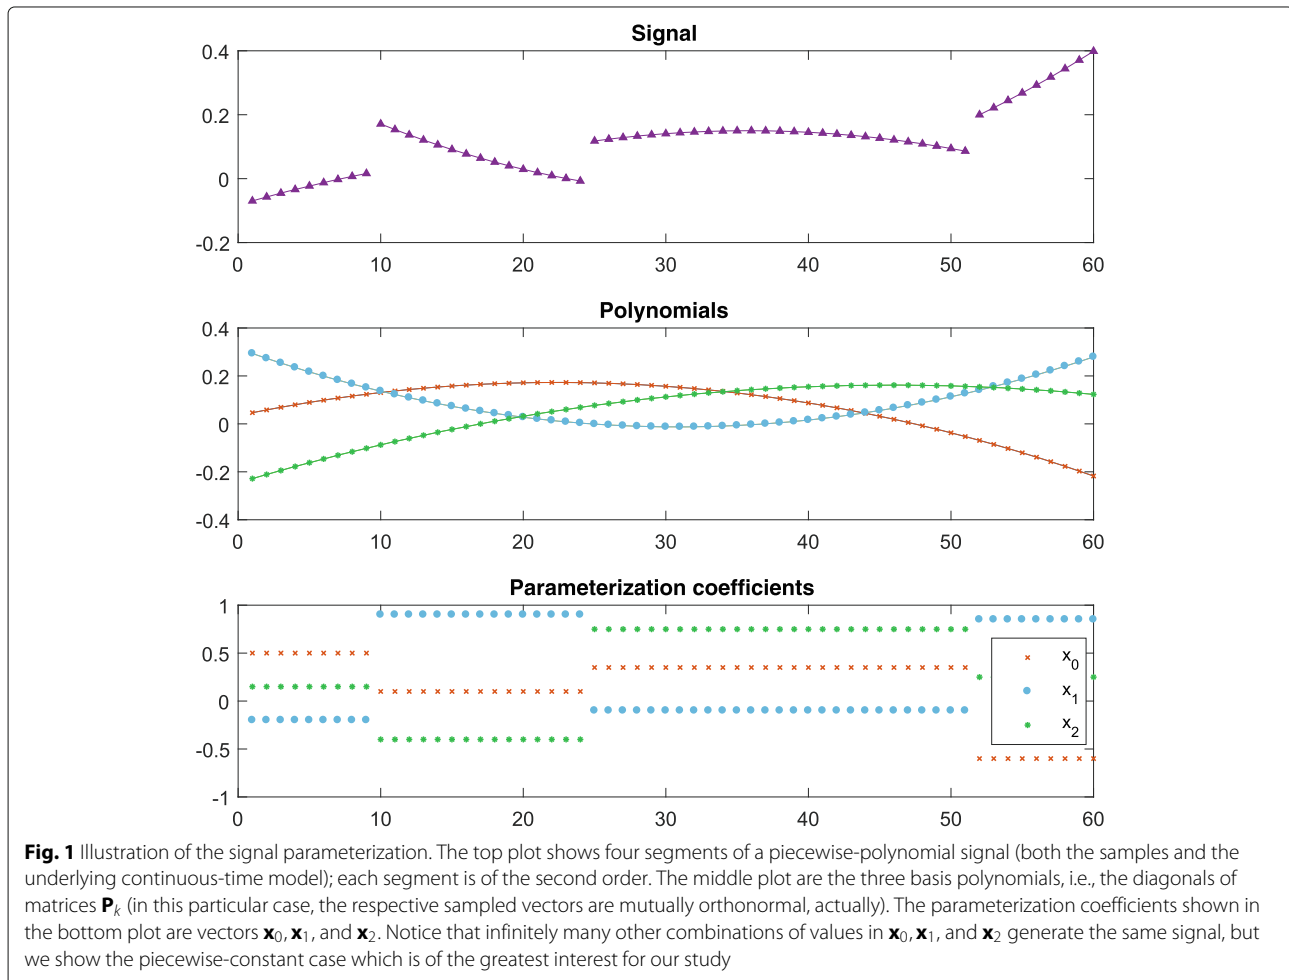 Signal
0.4
0.2
0
-0.2
0 10 20 30 40 50 60
Polynomials
0.4
0.2
0
-0.2
-0.4
0 10 20 30 40 50 60
Parameterization coefficients
1
0.5
0
-0.5
-1
x0
x1
x2
0 10 20 30 40 50 60
Fig. 1 Illustration of the signal parameterization. The top plot shows four segments of a piecewise-polynomial signal (both the samples and the
underlying continuous-time model); each segment is of the second order. The middle plot are the three basis polynomials, i.e., the diagonals of
matrices Pk (in this particular case, the respective sampled vectors are mutually orthonormal, actually). The parameterization coefficients shown in
the bottom plot are vectors x0, x1, and x2. Notice that infinitely many other combinations of values in x0, x1, and x2 generate the same signal, but
we show the piecewise-constant case which is of the greatest interest for our study